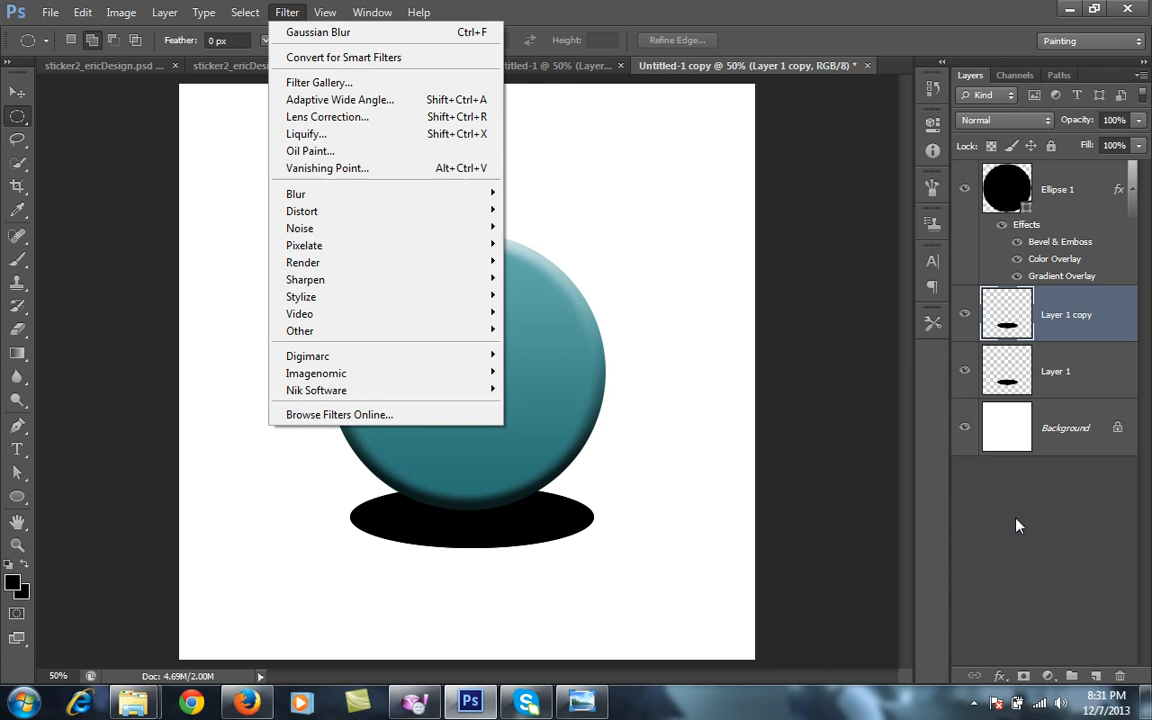 Ps File Edit Image Layer Type Select Filter View Window Help
Feather: 0 px Height: Refine Edge... Painting
sticker2_ericDesign.psd ... × sticker2_ericDesi ntitled-1 @ 50% (Layer... × Untitled-1 copy @ 50% (Layer 1 copy, RGB/8) * ×
Gaussian Blur Ctrl+F
Convert for Smart Filters
Filter Gallery...
Adaptive Wide Angle... Shift+Ctrl+A
Lens Correction... Shift+Ctrl+R
Liquify... Shift+Ctrl+X
Oil Paint...
Vanishing Point... Alt+Ctrl+V
Blur
Distort
Noise
Pixelate
Render
Sharpen
Stylize
Video
Other
Digimarc
Imagenomic
Nik Software
Browse Filters Online...
Layers Channels Paths
Kind
Normal Opacity: 100%
Lock: Fill: 100%
Ellipse 1 fx
Effects
Bevel & Emboss
Color Overlay
Gradient Overlay
Layer 1 copy
Layer 1
Background
50% Doc: 4.69M/2.00M
8:31 PM
12/7/2013